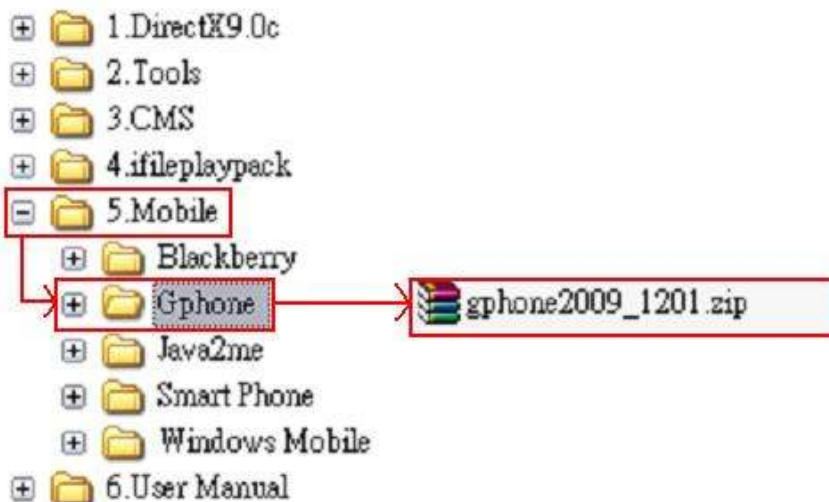 1.DirectX9.0c
2.Tools
3.CMS
4.ifileplaypack
5.Mobile
Blackberry
Gphone
gphone2009_1201.zip
Java2me
Smart Phone
Windows Mobile
6.User Manual